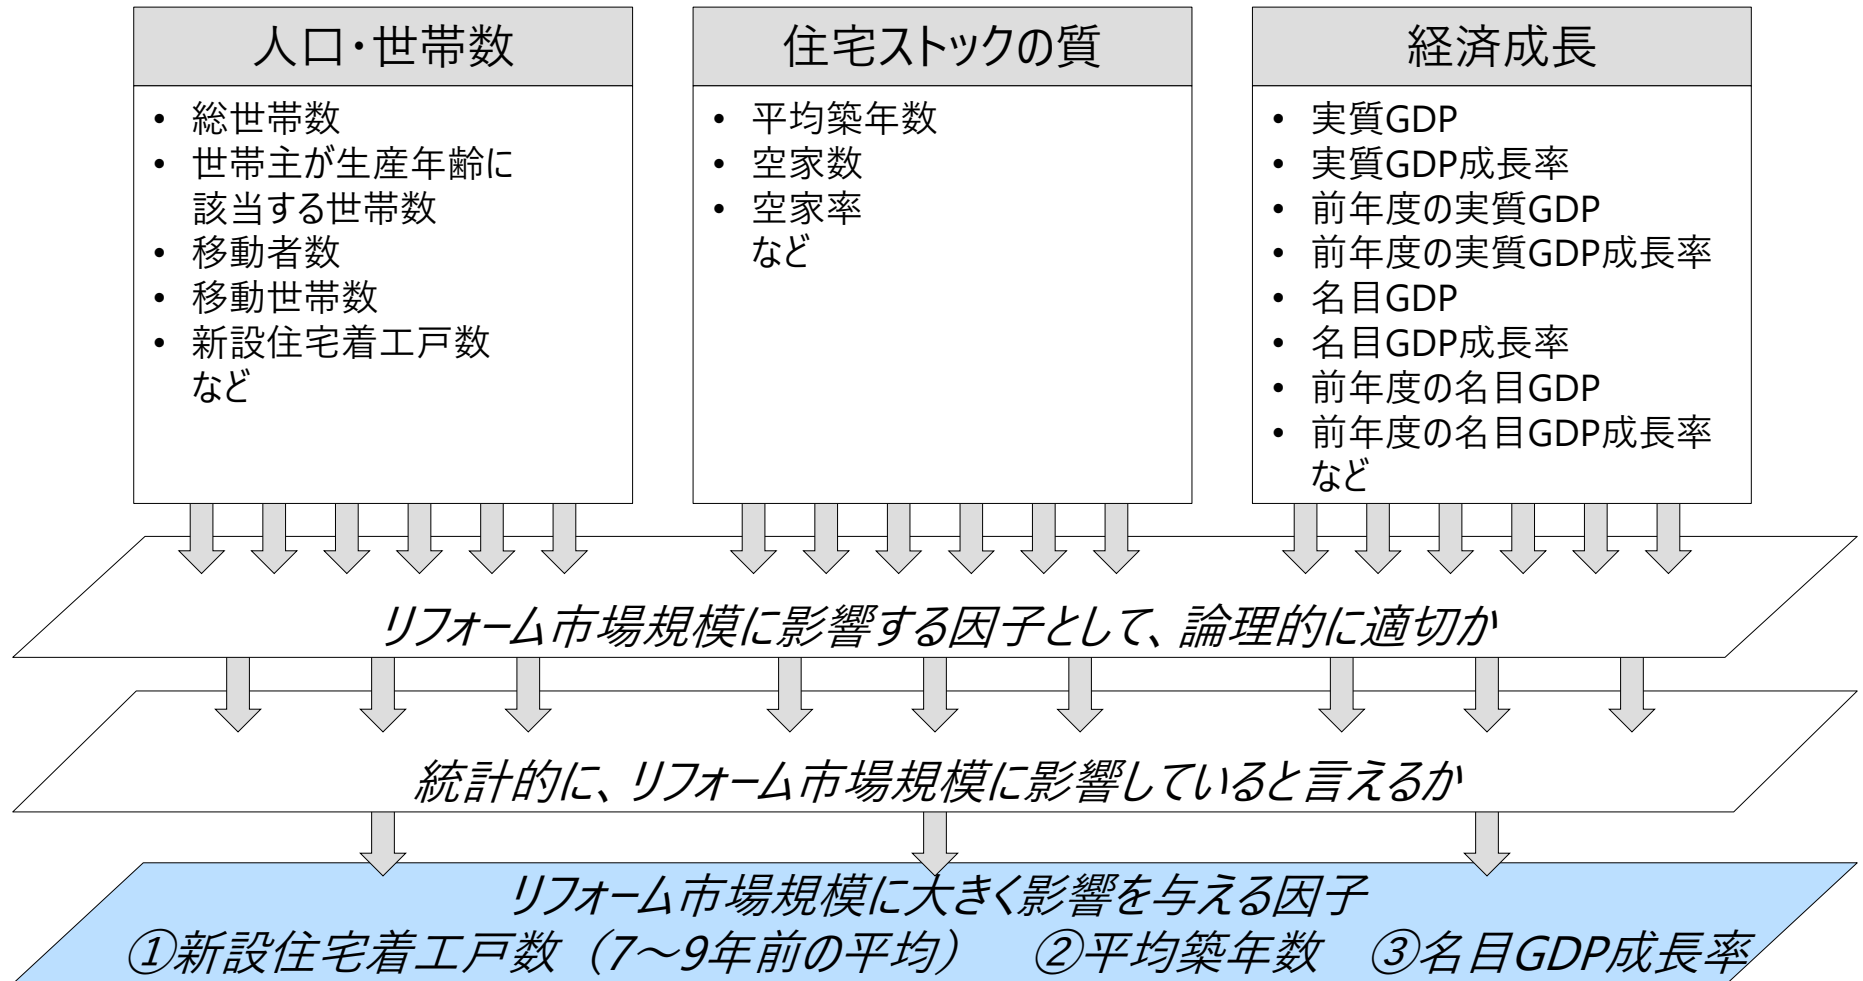 人口・世帯数
• 総世帯数
• 世帯主が生産年齢に
該当する世帯数
• 移動者数
• 移動世帯数
• 新設住宅着工戸数
など
住宅ストックの質
• 平均築年数
• 空家数
• 空家率
など
経済成長
• 実質GDP
• 実質GDP成長率
• 前年度の実質GDP
• 前年度の実質GDP成長率
• 名目GDP
• 名目GDP成長率
• 前年度の名目GDP
• 前年度の名目GDP成長率
など
リフォーム市場規模に影響する因子として、論理的に適切か
統計的に、リフォーム市場規模に影響していると言えるか
リフォーム市場規模に大きく影響を与える因子
①新設住宅着工戸数（7～9年前の平均）　②平均築年数　③名目GDP成長率